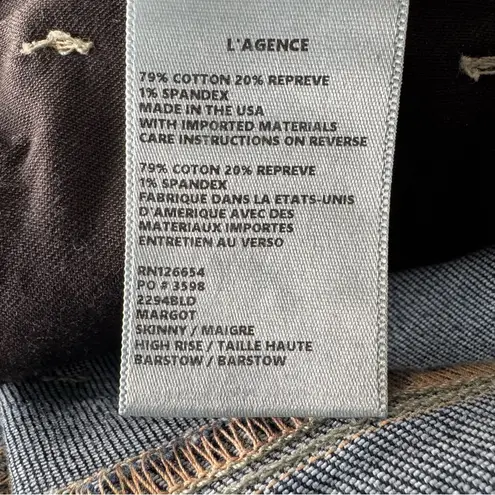 L'AGENCE
79% COTTON 20% REPREVE
1% SPANDEX
MADE IN THE USA
WITH IMPORTED MATERIALS
CARE INSTRUCTIONS ON REVERSE
79% COTON 20% REPREVE
1% SPANDEX
FABRIQUE DANS LA ETATS-UNIS
D'AMERIQUE AVEC DES
MATERIAUX IMPORTES
ENTRETIEN AU VERSO
RN126654
PO # 3598
2294BLD
MARGOT
SKINNY / MAIGRE
HIGH RISE / TAILLE HAUTE
BARSTOW / BARSTOW